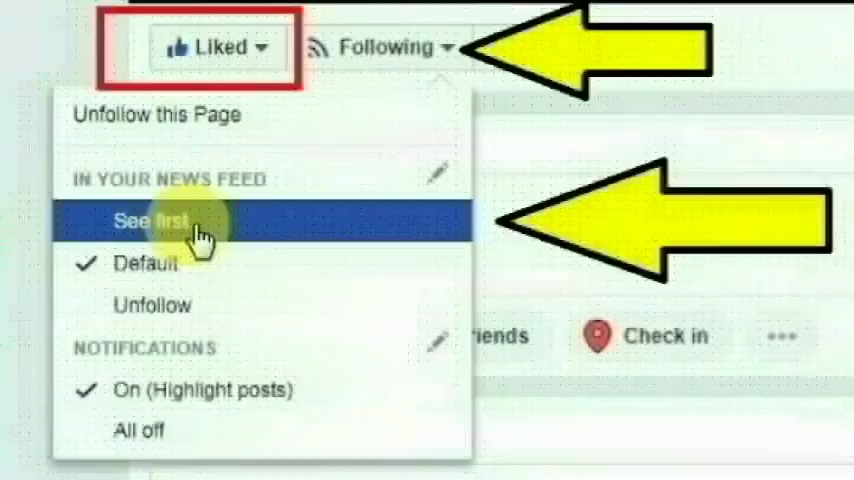 Liked Following
Unfollow this Page
IN YOUR NEWS FEED
See first
Default
Unfollow
NOTIFICATIONS
On (Highlight posts)
All off
riends Check in